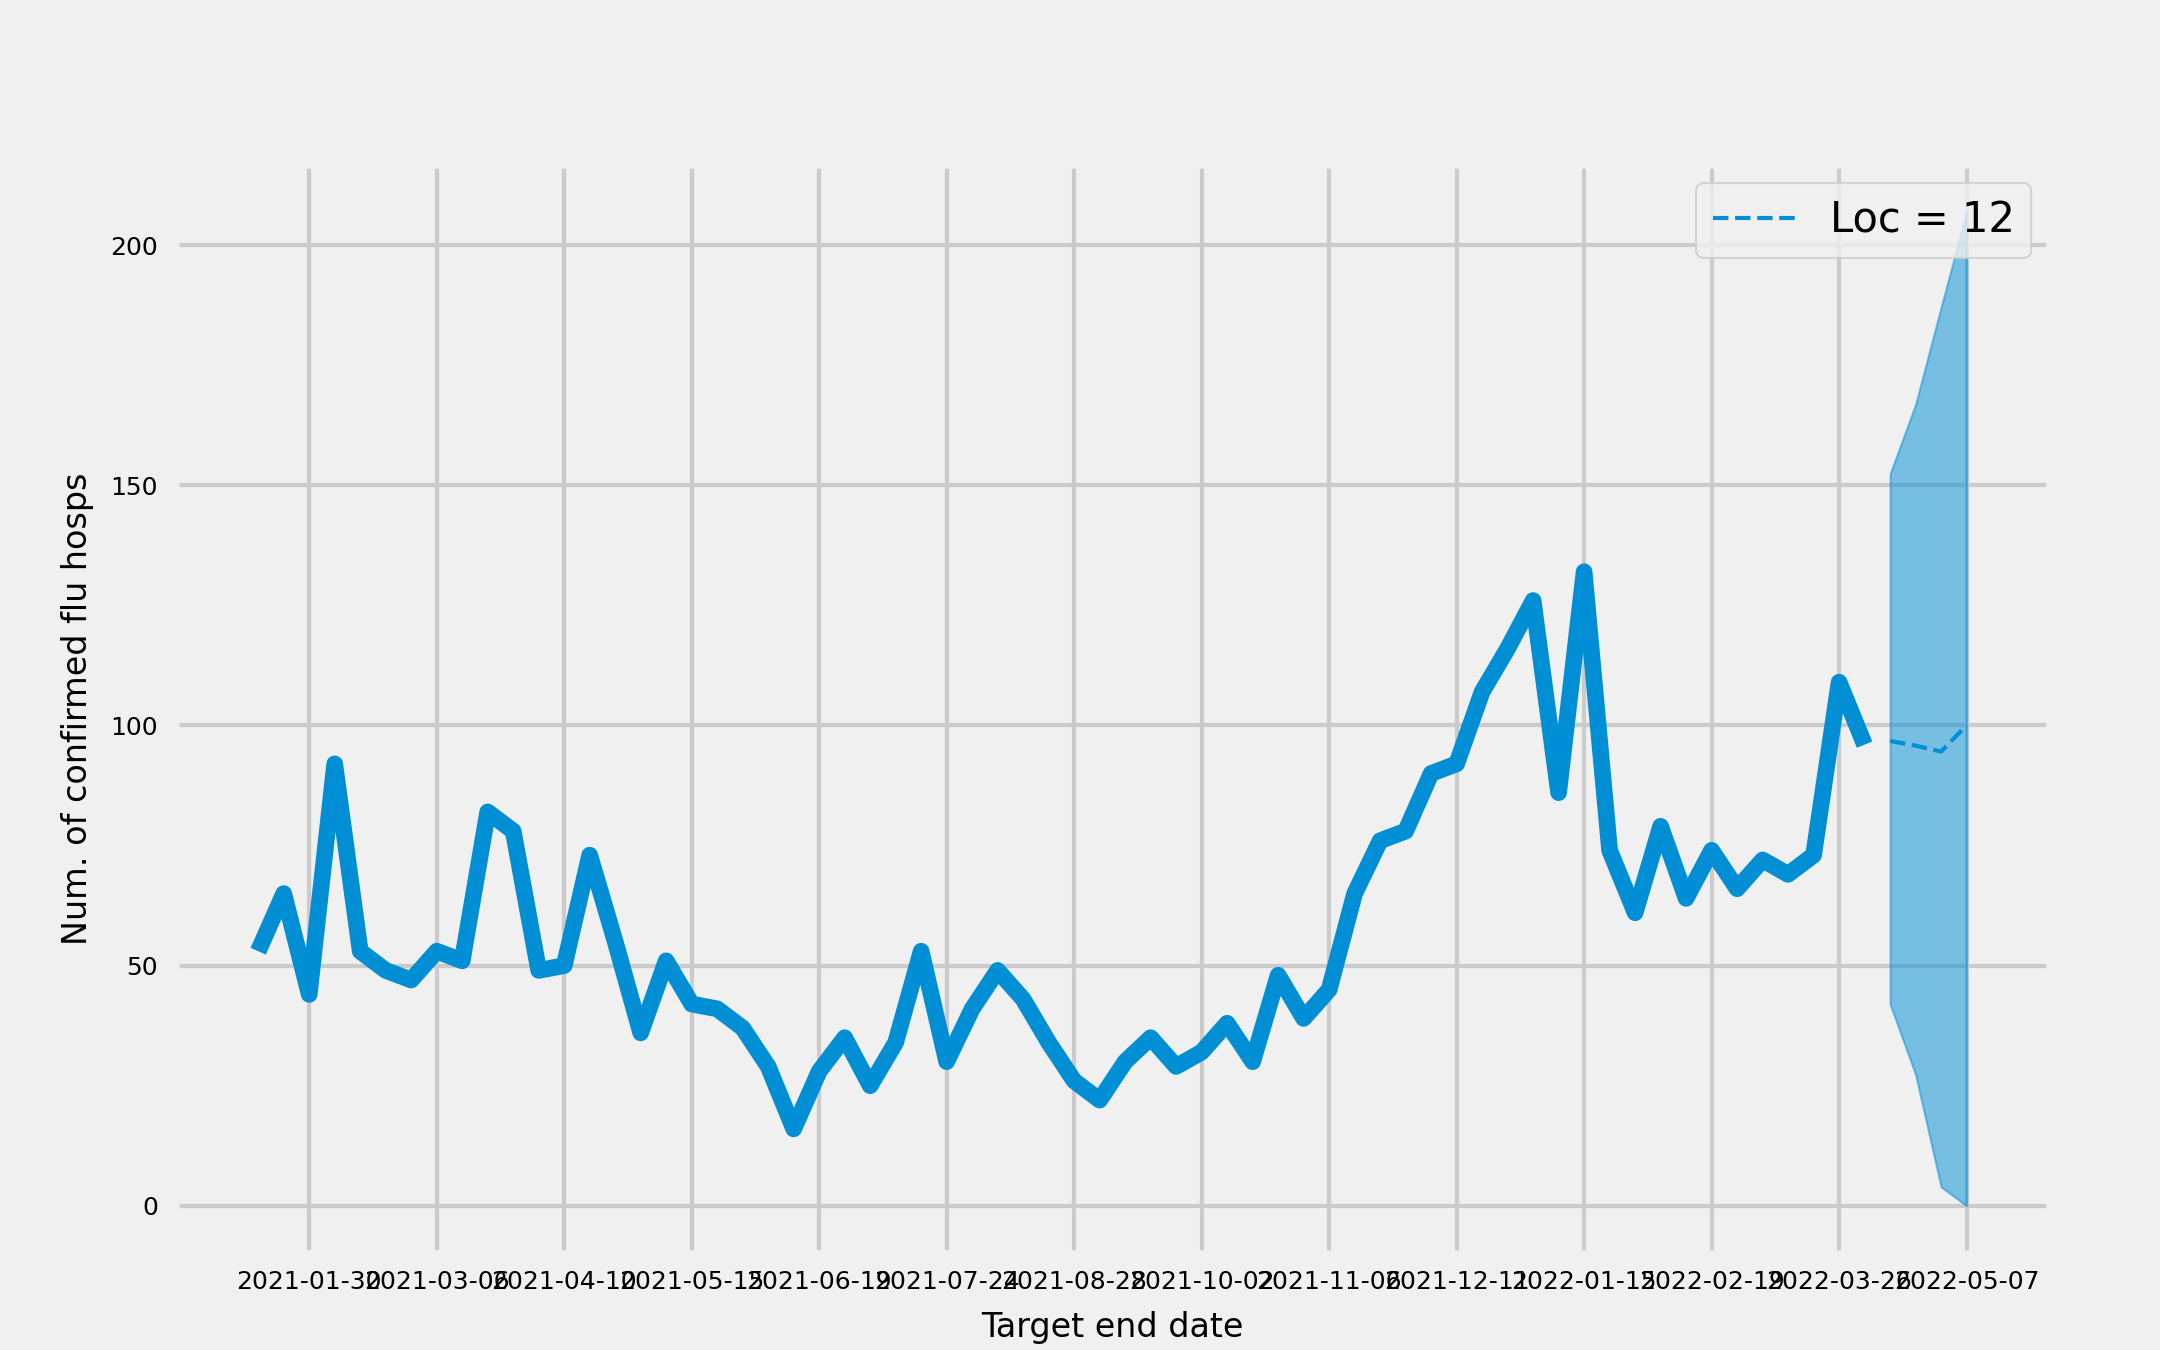 Loc = 12
200
150
100
50
0
Num. of confirmed flu hosps
2021-01-30 2021-03-06 2021-04-10 2021-05-15 2021-06-19 2021-07-24 2021-08-28 2021-10-02 2021-11-06 2021-12-11 2022-01-15 2022-02-19 2022-03-26 2022-05-07
Target end date